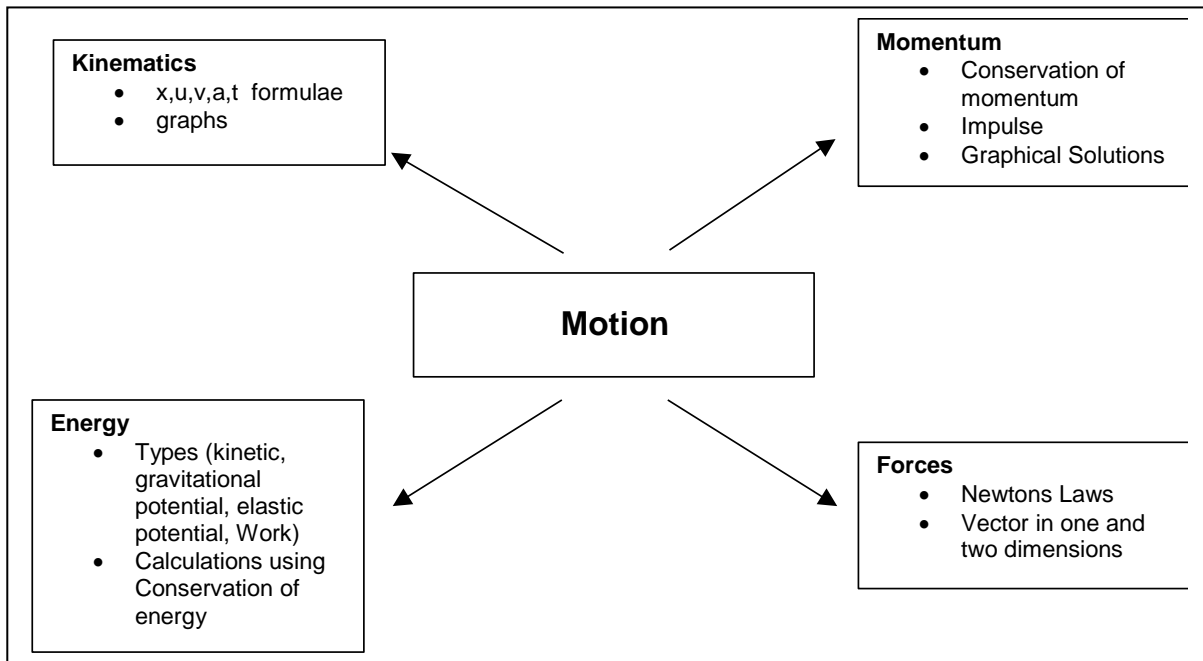 Kinematics
• x,u,v,a,t formulae
• graphs
Momentum
• Conservation of
momentum
• Impulse
• Graphical Solutions
Motion
Energy
• Types (kinetic,
gravitational
potential, elastic
potential, Work)
• Calculations using
Conservation of
energy
Forces
• Newtons Laws
• Vector in one and
two dimensions